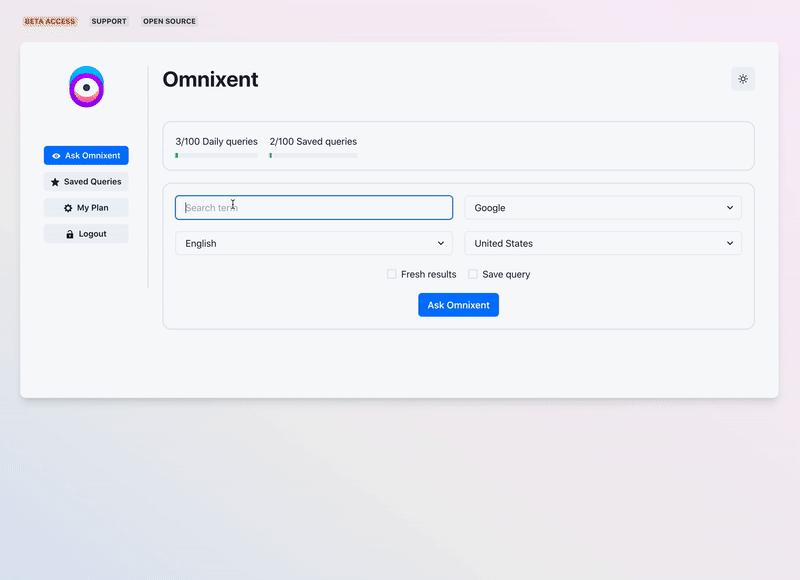 BETA ACCESS SUPPORT OPEN SOURCE
Omnixent
3/100 Daily queries 2/100 Saved queries
Ask Omnixent
Saved Queries
My Plan
Logout
Search term Google
English United States
Fresh results Save query
Ask Omnixent